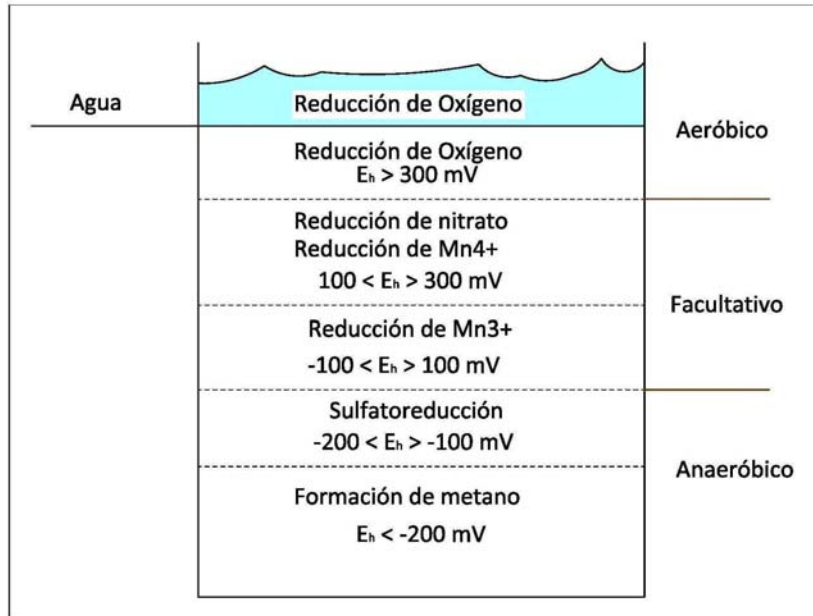 Agua
Reducción de Oxígeno
Reducción de Oxígeno
Eₕ > 300 mV
Aeróbico
Reducción de nitrato
Reducción de Mn4+
100 < Eₕ > 300 mV
Facultativo
Reducción de Mn3+
-100 < Eₕ > 100 mV
Sulfatoreducción
-200 < Eₕ > -100 mV
Anaeróbico
Formación de metano
Eₕ < -200 mV